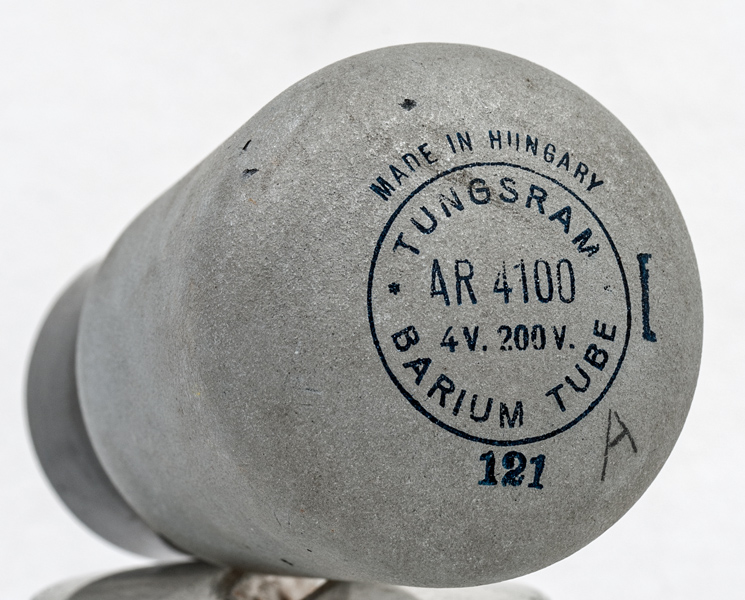 MADE IN HUNGARY
TUNGSRAM
AR 4100
4V. 200V.
BARIUM TUBE
121
A